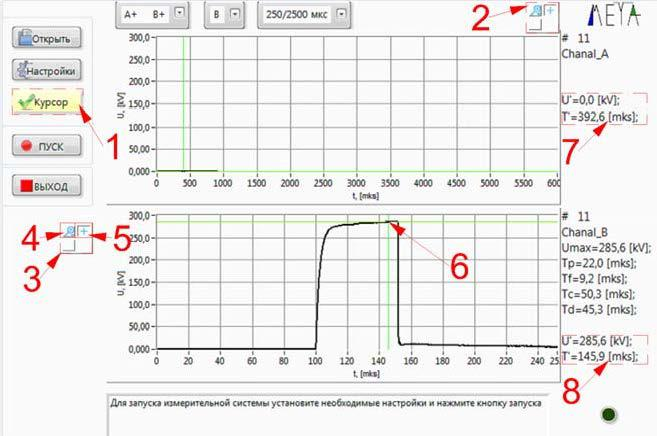 A+ B+ B 250/2500 мкс
2
МЕYА
Открыть
Настройки
Курсор
1
ПУСК
ВЫХОД
U, [kV]
300,0
250,0
200,0
150,0
100,0
50,00
0,000
0 500 1000 1500 2000 2500 3000 3500 4000 4500 5000 5500 600
t, [mks]
# 11
Chanal_A
U'=0,0 [kV];
T'=392,6 [mks];
7
4
5
3
U, [kV]
300,0
250,0
200,0
150,0
100,0
50,00
0,000
0 20 40 60 80 100 120 140 160 180 200 220 240 25
t, [mks]
6
# 11
Chanal_B
Umax=285,6 [kV];
Tp=22,0 [mks];
Tf=9,2 [mks];
Tc=50,3 [mks];
Td=45,3 [mks];
U'=285,6 [kV];
T'=145,9 [mks];
8
Для запуска измерительной системы установите необходимые настройки и нажмите кнопку запуска